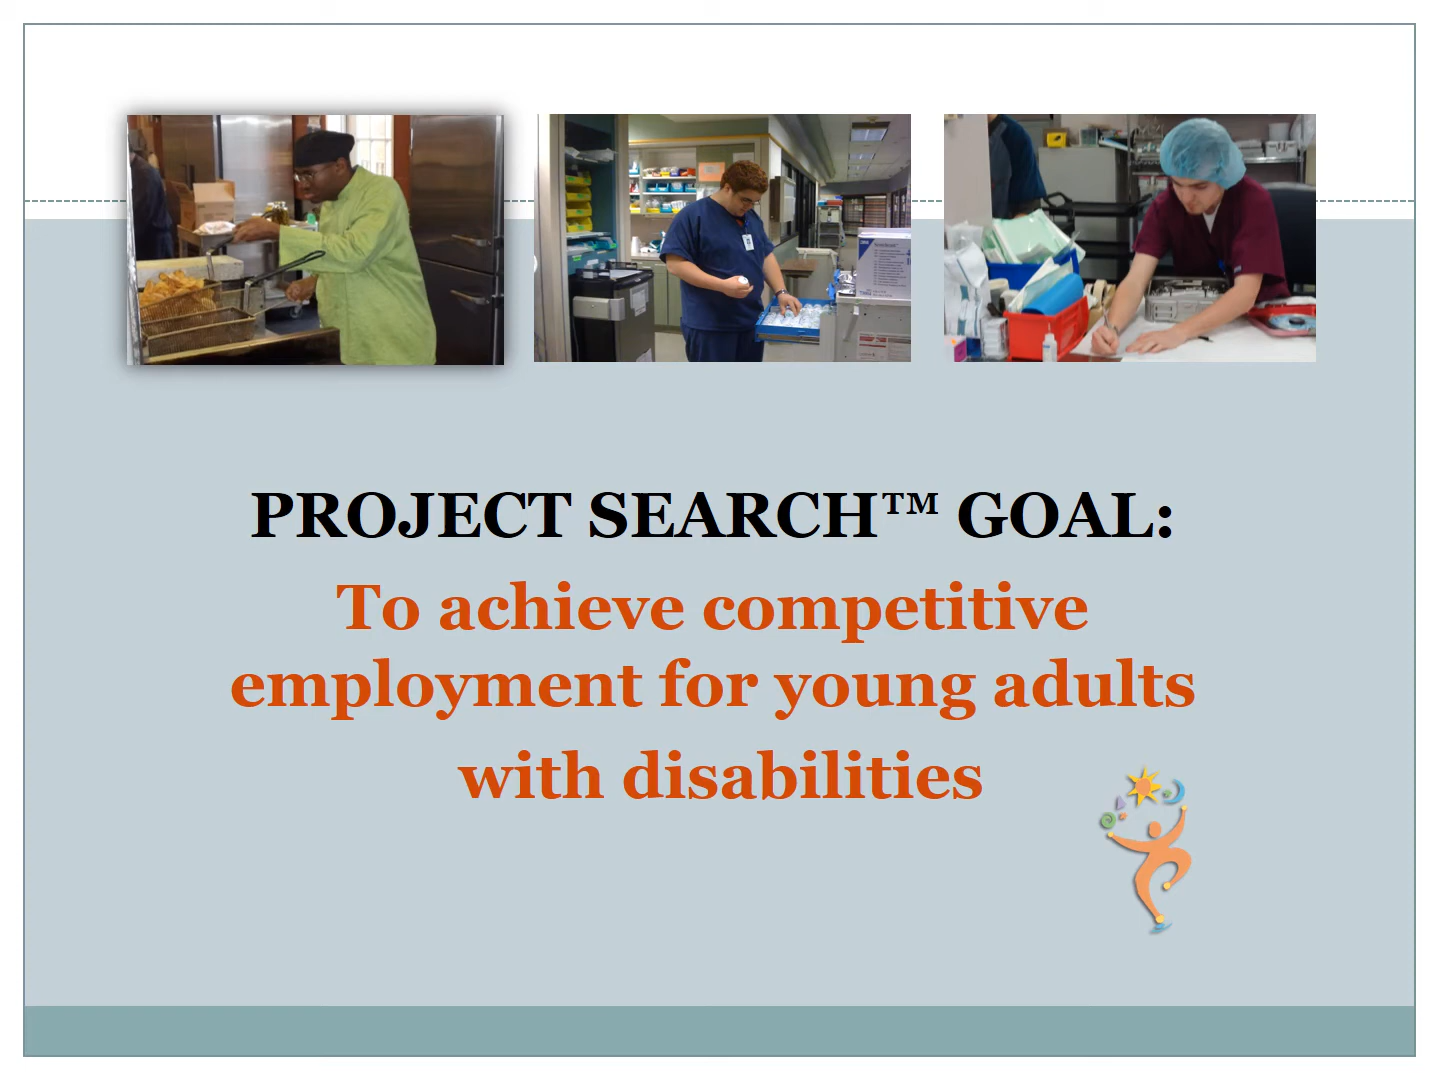 PROJECT SEARCH™ GOAL:
To achieve competitive
employment for young adults
with disabilities